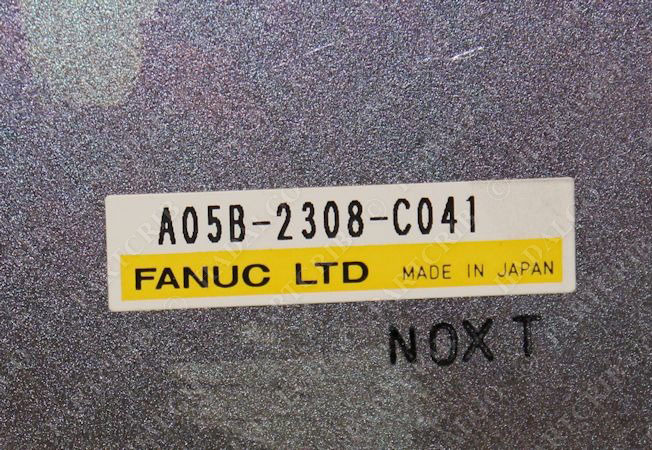 A05B-2308-C041
FANUC LTD MADE IN JAPAN
NOXT